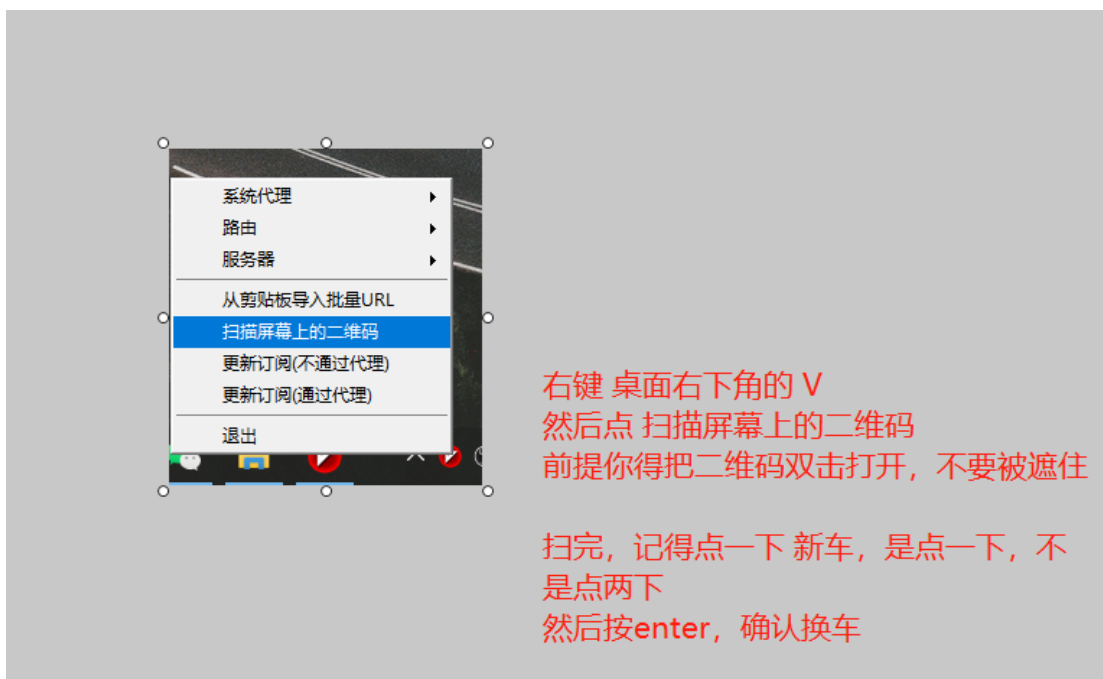 系统代理
路由
服务器
从剪贴板导入批量URL
扫描屏幕上的二维码
更新订阅(不通过代理)
更新订阅(通过代理)
退出
右键 桌面右下角的 V
然后点 扫描屏幕上的二维码
前提你得把二维码双击打开，不要被遮住
扫完，记得点一下 新车，是点一下，不
是点两下
然后按enter，确认换车